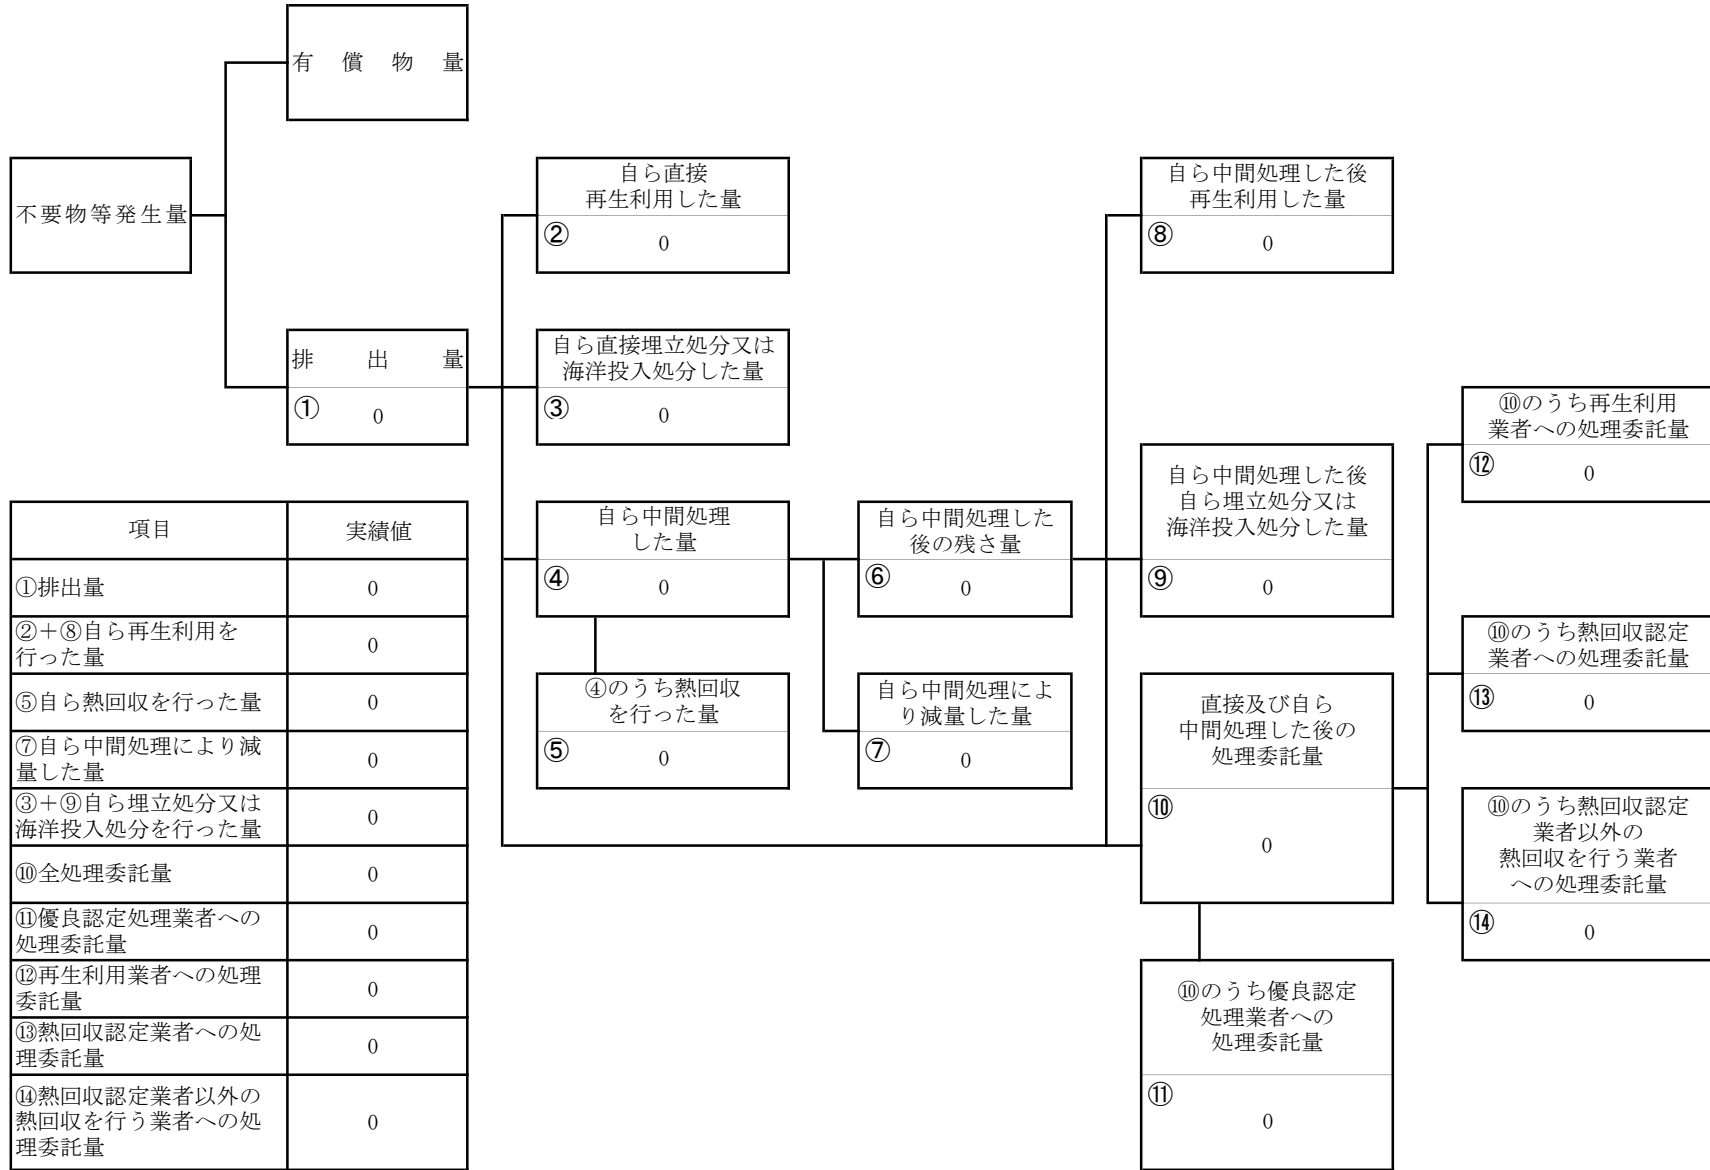 有償物量
不要物等発生量
排出量
① 0
自ら直接
再生利用した量
② 0
自ら直接埋立処分又は
海洋投入処分した量
③ 0
自ら中間処理
した量
④ 0
④のうち熱回収
を行った量
⑤ 0
自ら中間処理した
後の残さ量
⑥ 0
自ら中間処理によ
り減量した量
⑦ 0
自ら中間処理した後
再生利用した量
⑧ 0
自ら中間処理した後
自ら埋立処分又は
海洋投入処分した量
⑨ 0
直接及び自ら
中間処理した後の
処理委託量
⑩
0
⑩のうち優良認定
処理業者への
処理委託量
⑪
0
⑩のうち再生利用
業者への処理委託量
⑫ 0
⑩のうち熱回収認定
業者への処理委託量
⑬ 0
⑩のうち熱回収認定
業者以外の
熱回収を行う業者
への処理委託量
⑭ 0
項目 実績値
①排出量 0
②+⑧自ら再生利用を
行った量 0
⑤自ら熱回収を行った量 0
⑦自ら中間処理により減
量した量 0
③+⑨自ら埋立処分又は
海洋投入処分を行った量 0
⑩全処理委託量 0
⑪優良認定処理業者への
処理委託量 0
⑫再生利用業者への処理
委託量 0
⑬熱回収認定業者への処
理委託量 0
⑭熱回収認定業者以外の
熱回収を行う業者への処 0
理委託量